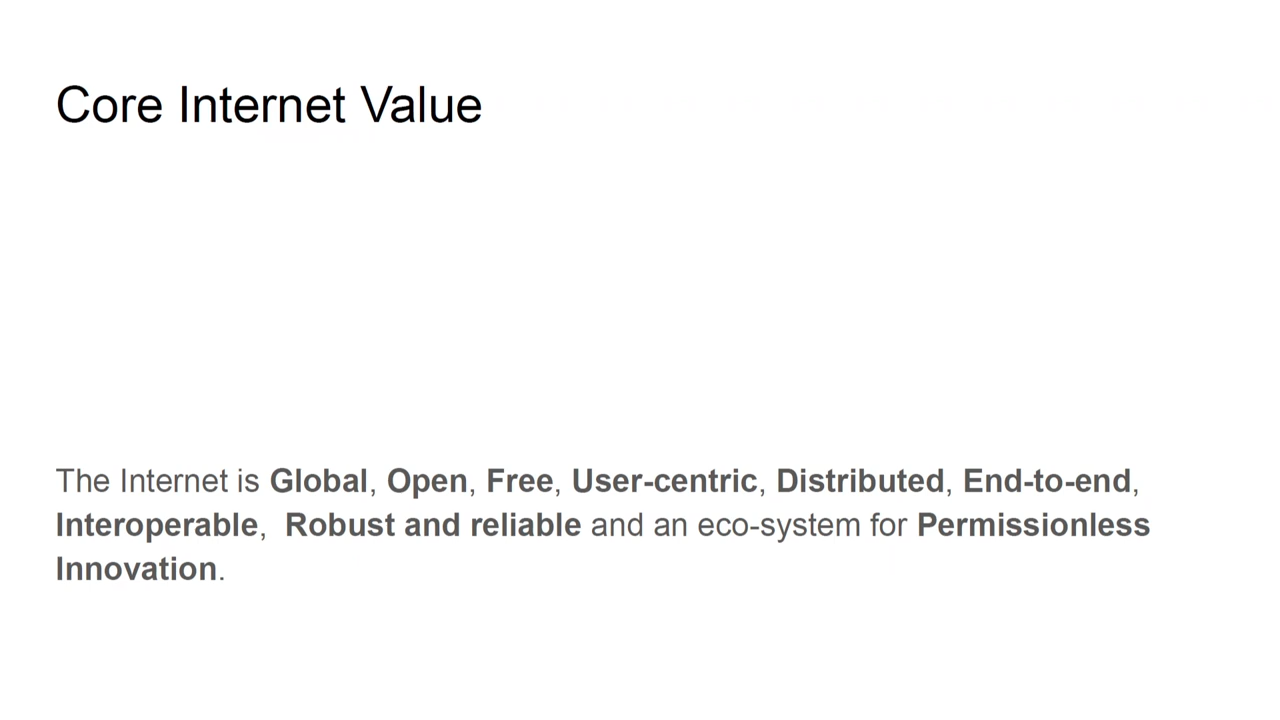 Core Internet Value
The Internet is Global, Open, Free, User-centric, Distributed, End-to-end,
Interoperable,  Robust and reliable and an eco-system for Permissionless
Innovation.